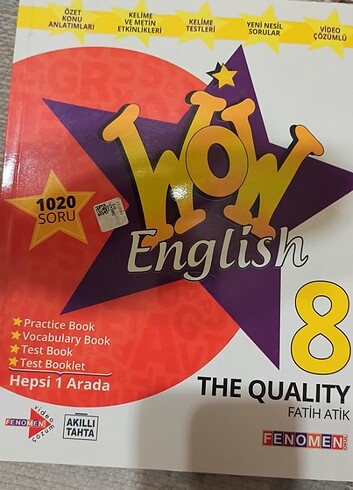 ÖZET
KONU
ANLATIMLARI
KELİME
VE METİN
ETKİNLİKLERİ
KELİME
TESTLERİ
YENİ NESİL
SORULAR
VİDEO
ÇÖZÜMLÜ
1020
SORU
WOW
English
8
Practice Book
Vocabulary Book
Test Book
Test Booklet
Hepsi 1 Arada
THE QUALITY
FATİH ATİK
FENOMEN
video
çözüm
AKILLI
TAHTA
FENOMEN